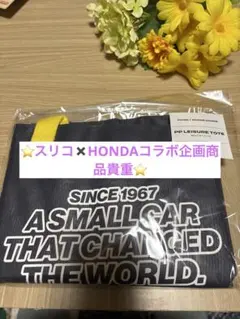 PP LEISURE TOTE
⭐スリコ✖️HONDAコラボ企画商
品貴重⭐
SINCE 1967
A SMALL CAR
THAT CHANGED
THE WORLD.